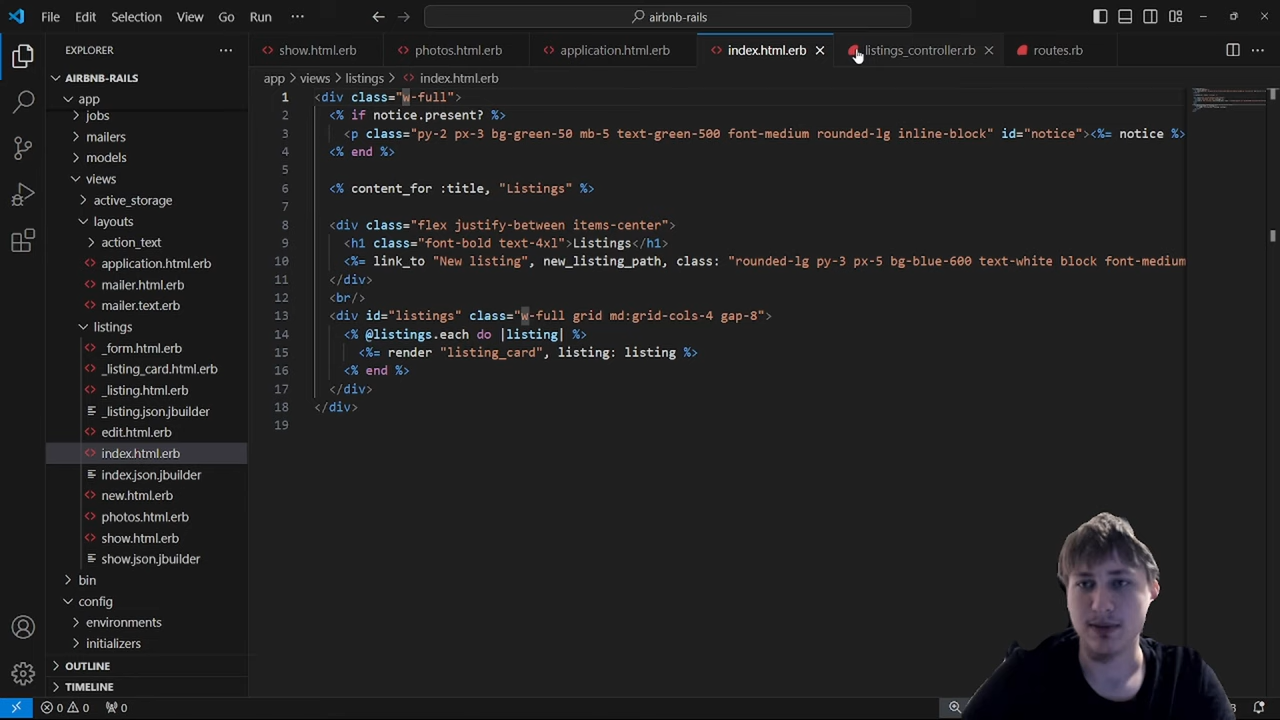 File Edit Selection View Go Run ··· airbnb-rails
EXPLORER ··· show.html.erb photos.html.erb application.html.erb index.html.erb listings_controller.rb routes.rb
AIRBNB-RAILS
app > views > listings > index.html.erb
app
jobs
mailers
models
views
active_storage
layouts
action_text
application.html.erb
mailer.html.erb
mailer.text.erb
listings
_form.html.erb
_listing_card.html.erb
_listing.html.erb
_listing.json.jbuilder
edit.html.erb
index.html.erb
index.json.jbuilder
new.html.erb
photos.html.erb
show.html.erb
show.json.jbuilder
bin
config
environments
initializers
OUTLINE
TIMELINE
1 <div class="w-full">
2 <% if notice.present? %>
3 <p class="py-2 px-3 bg-green-50 mb-5 text-green-500 font-medium rounded-lg inline-block" id="notice"><%= notice %>
4 <% end %>
5
6 <% content_for :title, "Listings" %>
7
8 <div class="flex justify-between items-center">
9 <h1 class="font-bold text-4xl">Listings</h1>
10 <%= link_to "New listing", new_listing_path, class: "rounded-lg py-3 px-5 bg-blue-600 text-white block font-medium
11 </div>
12 <br/>
13 <div id="listings" class="w-full grid md:grid-cols-4 gap-8">
14 <% @listings.each do |listing| %>
15 <%= render "listing_card", listing: listing %>
16 <% end %>
17 </div>
18 </div>
19
0 0 0